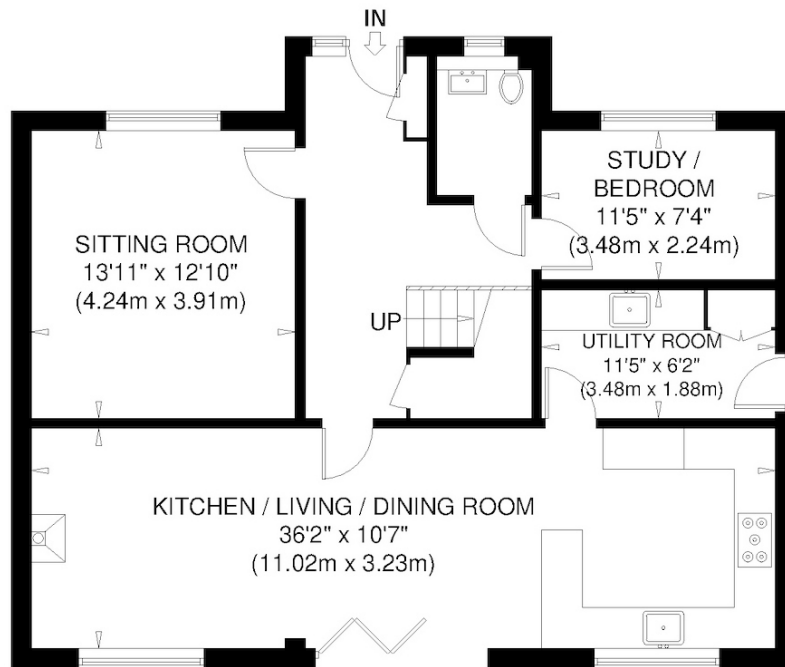 IN
STUDY /
BEDROOM
11'5" x 7'4"
(3.48m x 2.24m)
SITTING ROOM
13'11" x 12'10"
(4.24m x 3.91m)
UP
UTILITY ROOM
11'5" x 6'2"
(3.48m x 1.88m)
KITCHEN / LIVING / DINING ROOM
36'2" x 10'7"
(11.02m x 3.23m)